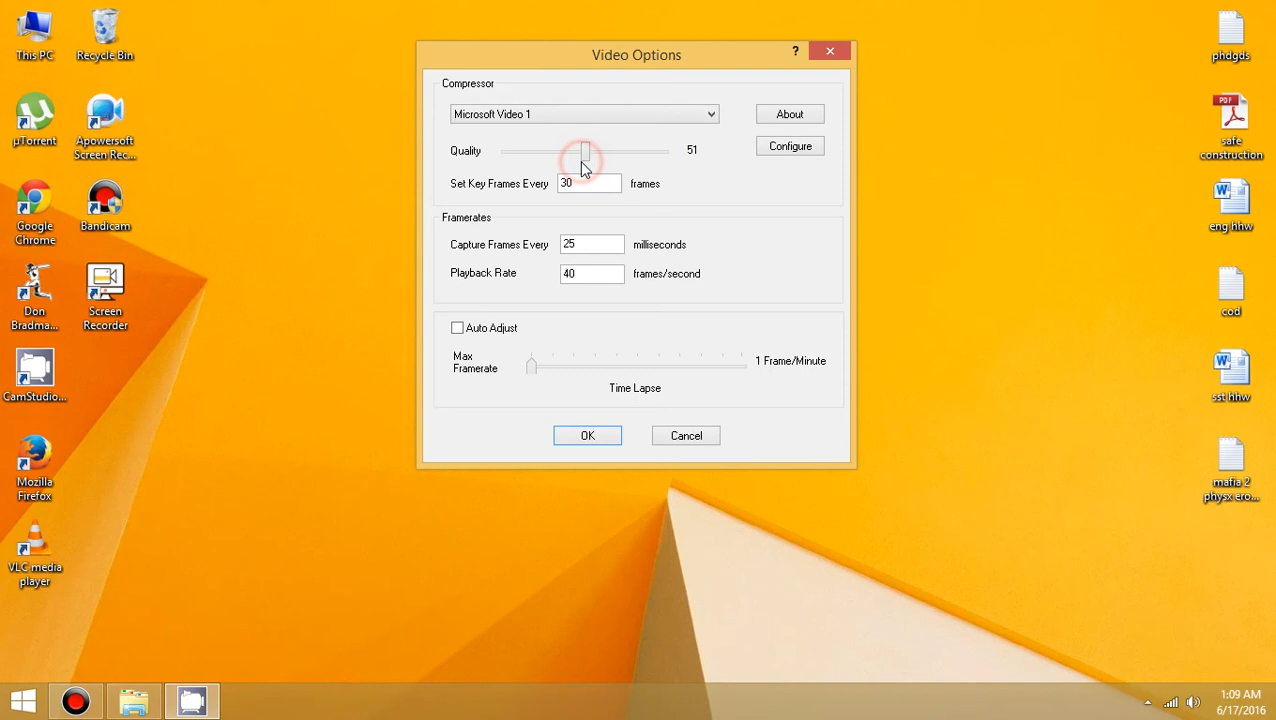 This PC
Recycle Bin
µTorrent
Apowersoft
Screen Rec...
Google
Chrome
Bandicam
Don
Bradma...
Screen
Recorder
CamStudio...
Mozilla
Firefox
VLC media
player
Video Options
?
Compressor
Microsoft Video 1
About
Quality
51
Configure
Set Key Frames Every
30
frames
Framerates
Capture Frames Every
25
milliseconds
Playback Rate
40
frames/second
Auto Adjust
Max
Framerate
1 Frame/Minute
Time Lapse
OK
Cancel
phdgds
PDF
safe
construction
eng hhw
cod
sst hhw
mafia 2
physx ero...
1:09 AM
6/17/2016